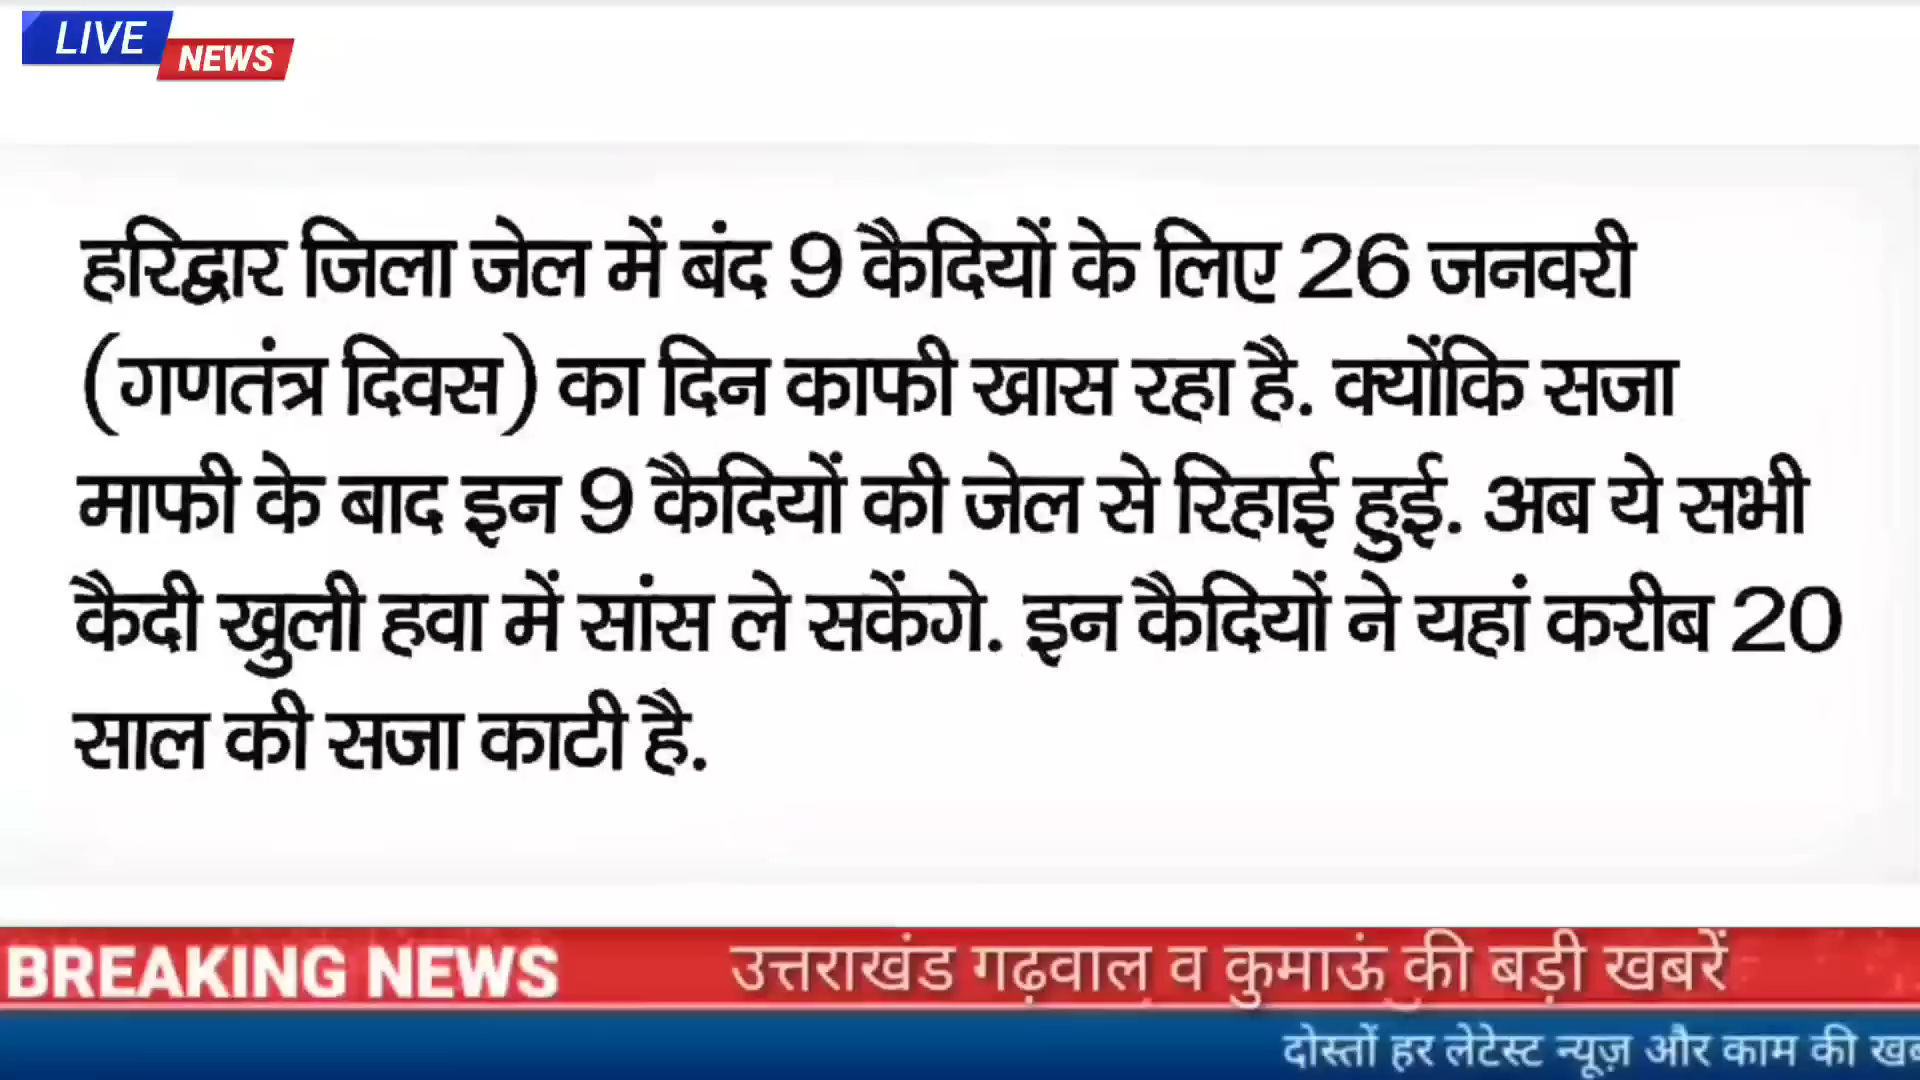 LIVE
NEWS
हरिद्वार जिला जेल में बंद 9 कैदियों के लिए 26 जनवरी
(गणतंत्र दिवस) का दिन काफी खास रहा है. क्योंकि सजा
माफी के बाद इन 9 कैदियों की जेल से रिहाई हुई. अब ये सभी
कैदी खुली हवा में सांस ले सकेंगे. इन कैदियों ने यहां करीब 20
साल की सजा काटी है.
BREAKING NEWS उत्तराखंड गढ़वाल व कुमाऊं की बड़ी खबरें
दोस्तों हर लेटेस्ट न्यूज़ और काम की